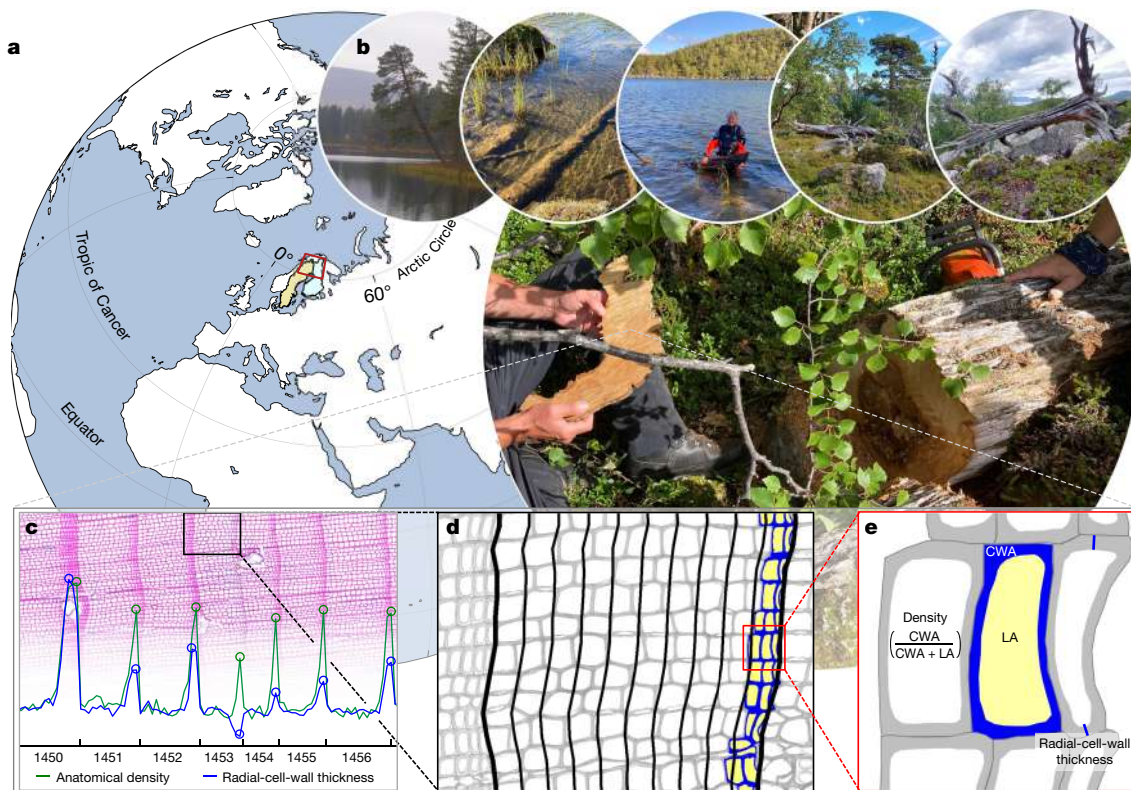 a
b
0°
Arctic Circle
60°
Tropic of Cancer
Equator
c
1450 1451 1452 1453 1454 1455 1456
Anatomical density Radial-cell-wall thickness
d
e
CWA
Density
(CWA
CWA + LA)
LA
Radial-cell-wall
thickness